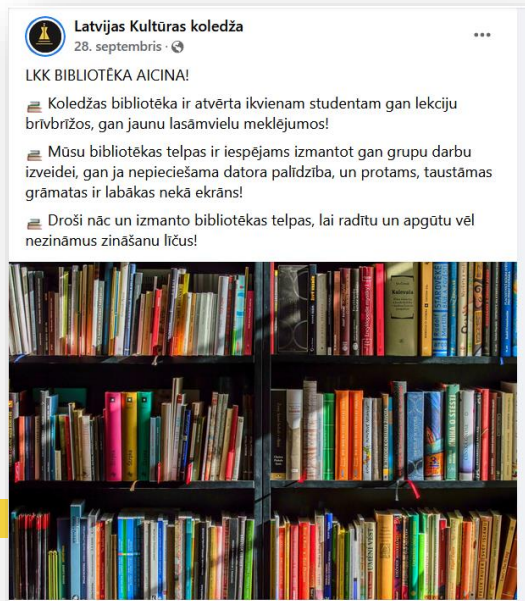 Latvijas Kultūras koledža
28. septembris ·
LKK BIBLIOTĒKA AICINA!
Koledžas bibliotēka ir atvērta ikvienam studentam gan lekciju
brīvbrīžos, gan jaunu lasāmvielu meklējumos!
Mūsu bibliotēkas telpas ir iespējams izmantot gan grupu darbu
izveidei, gan ja nepieciešama datora palīdzība, un protams, taustāmas
grāmatas ir labākas nekā ekrāns!
Droši nāc un izmanto bibliotēkas telpas, lai radītu un apgūtu vēl
nezināmus zināšanu līčus!
Kalevala
KNIHA O ŠTĚSTÍ